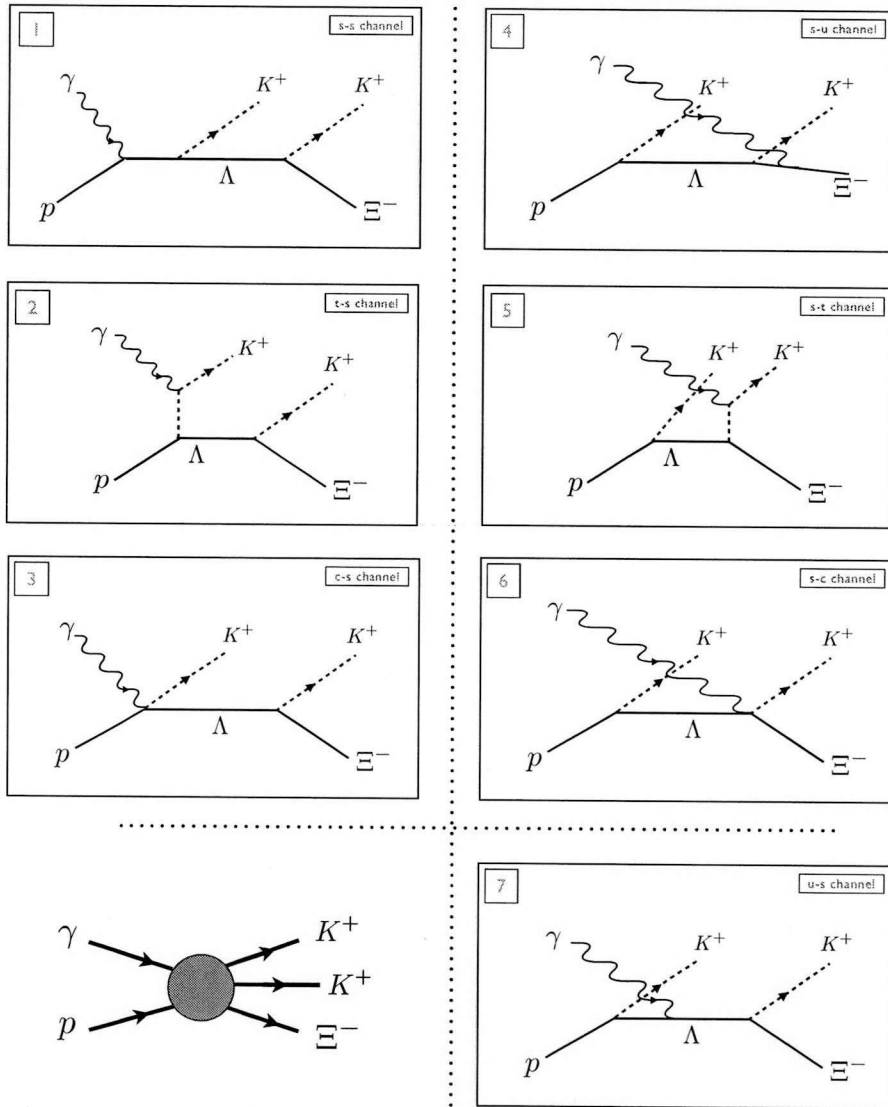 1
s-s channel
γ
K⁺
K⁺
Λ
p
Ξ⁻
2
t-s channel
γ
K⁺
K⁺
Λ
p
Ξ⁻
3
c-s channel
γ
K⁺
K⁺
Λ
p
Ξ⁻
γ
K⁺
K⁺
p
Ξ⁻
4
s-u channel
γ
K⁺
K⁺
Λ
p
Ξ⁻
5
s-t channel
γ
K⁺
K⁺
Λ
p
Ξ⁻
6
s-c channel
γ
K⁺
K⁺
Λ
p
Ξ⁻
7
u-s channel
γ
K⁺
K⁺
Λ
p
Ξ⁻